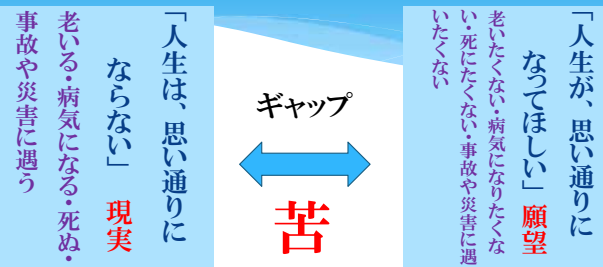 「人生が、思い通りに
なってほしい」 願望
老いたくない・病気になりたくな
い・死にたくない・事故や災害に遇
いたくない
ギャップ
苦
「人生は、思い通りに
ならない」 現実
老いる・病気になる・死ぬ・
事故や災害に遇う